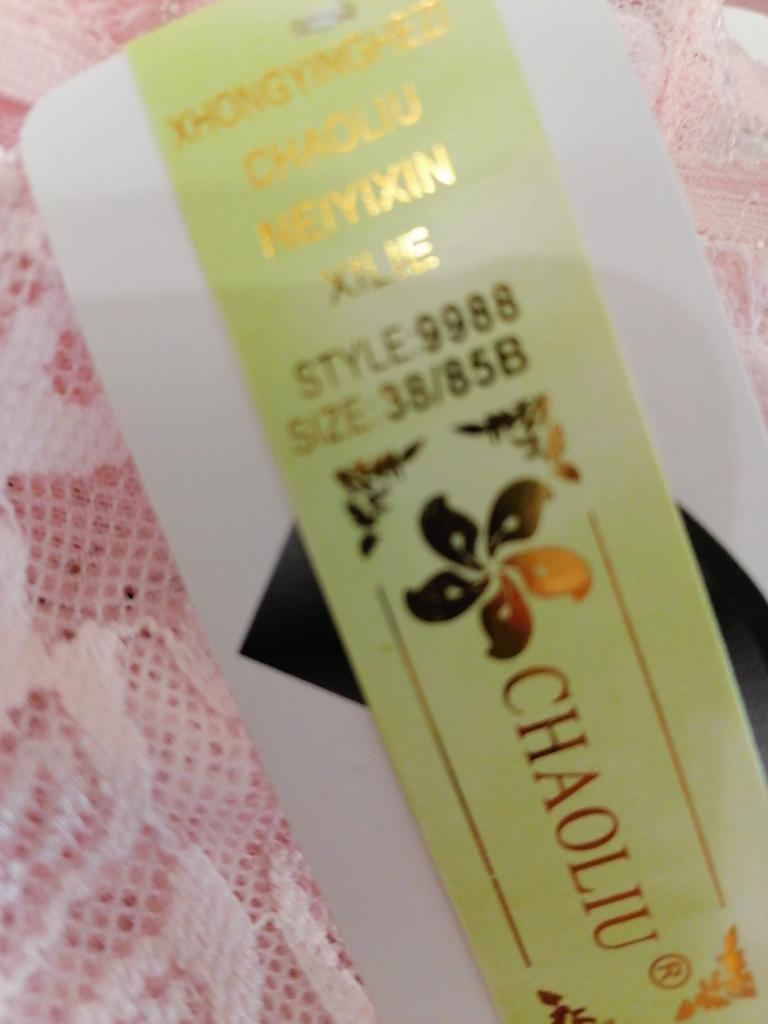 XHONGYINGHEZI
CHAOLIU
NEIYIXIN
XILIE
STYLE:9988
SIZE:38/85B
CHAOLIU®